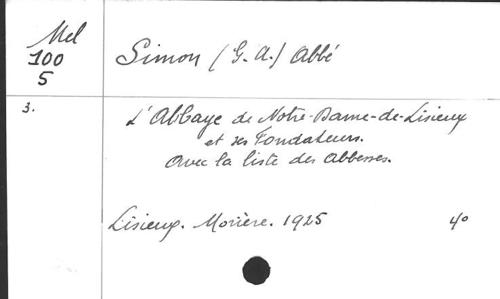 Mel
100
5
Simon (G. A.) Abbé
3.
L'Abbaye de Notre-Dame-de-Lisieux
et ses Fondateurs.
Avec la liste des Abbesses.
Lisieux. Morière. 1925 4o